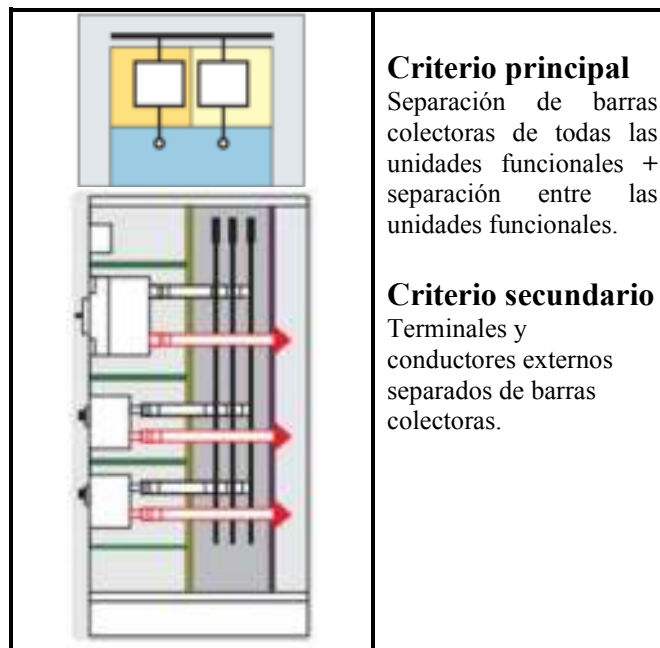 Criterio principal
Separación de barras
colectoras de todas las
unidades funcionales +
separación entre las
unidades funcionales.
Criterio secundario
Terminales y
conductores externos
separados de barras
colectoras.